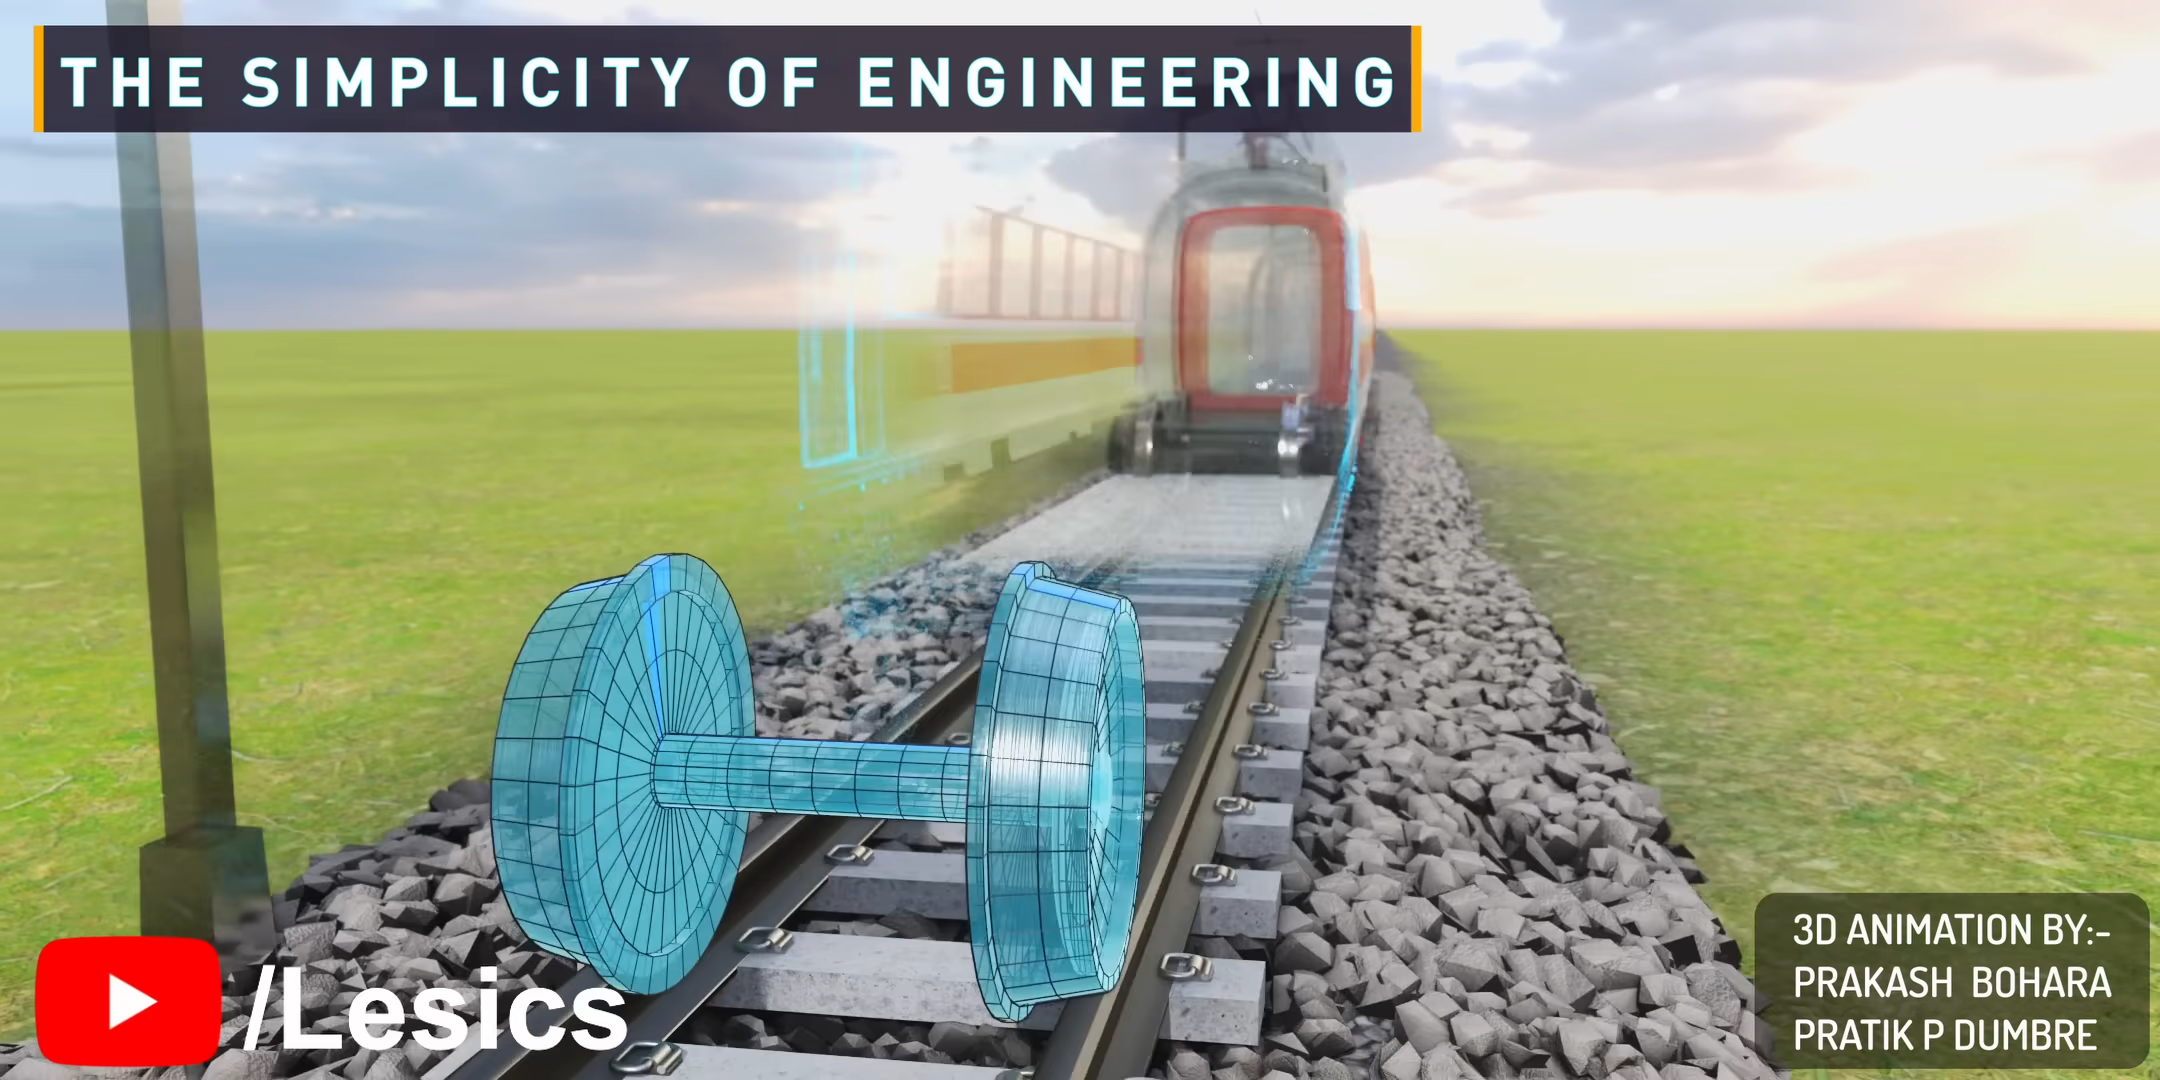 THE SIMPLICITY OF ENGINEERING
/Lesics
3D ANIMATION BY:-
PRAKASH BOHARA
PRATIK P DUMBRE